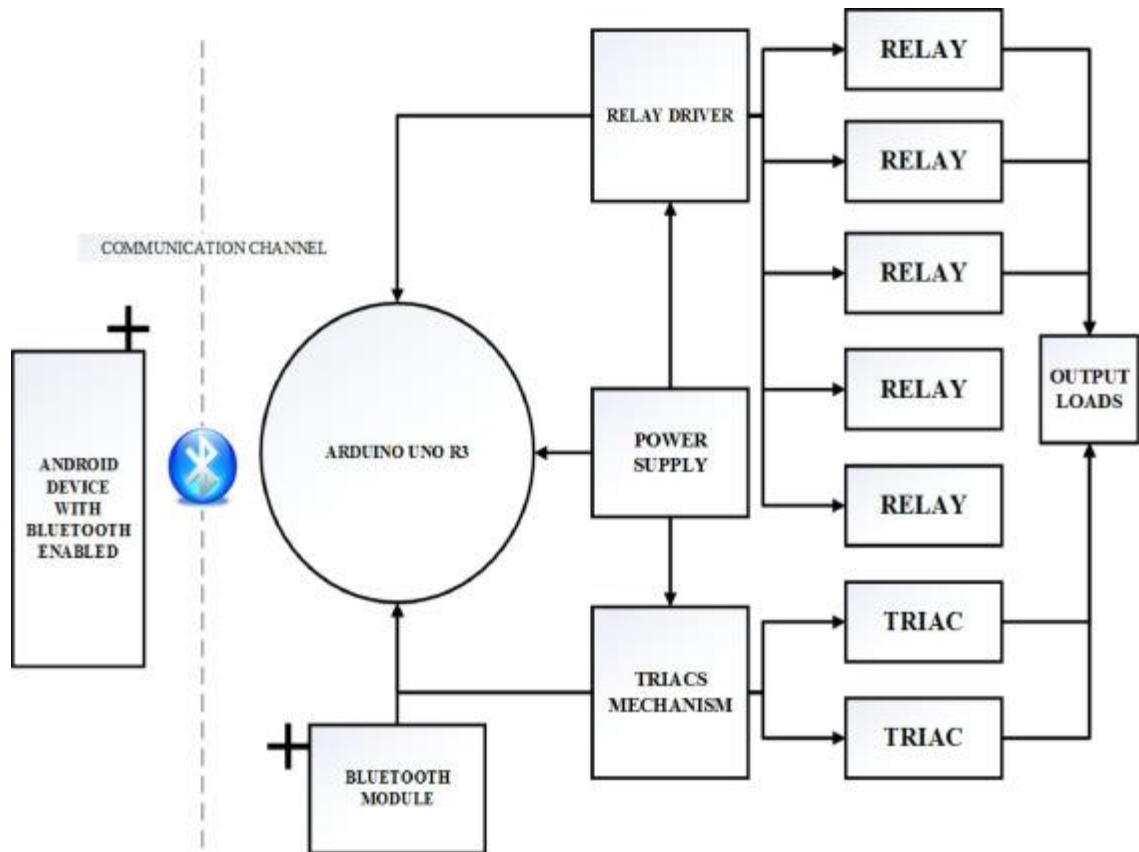 RELAY
RELAY DRIVER
RELAY
COMMUNICATION CHANNEL
RELAY
RELAY
OUTPUT
LOADS
ANDROID
DEVICE
WITH
BLUETOOTH
ENABLED
ARDUINO UNO R3
POWER
SUPPLY
RELAY
TRIAC
TRIACS
MECHANISM
TRIAC
BLUETOOTH
MODULE